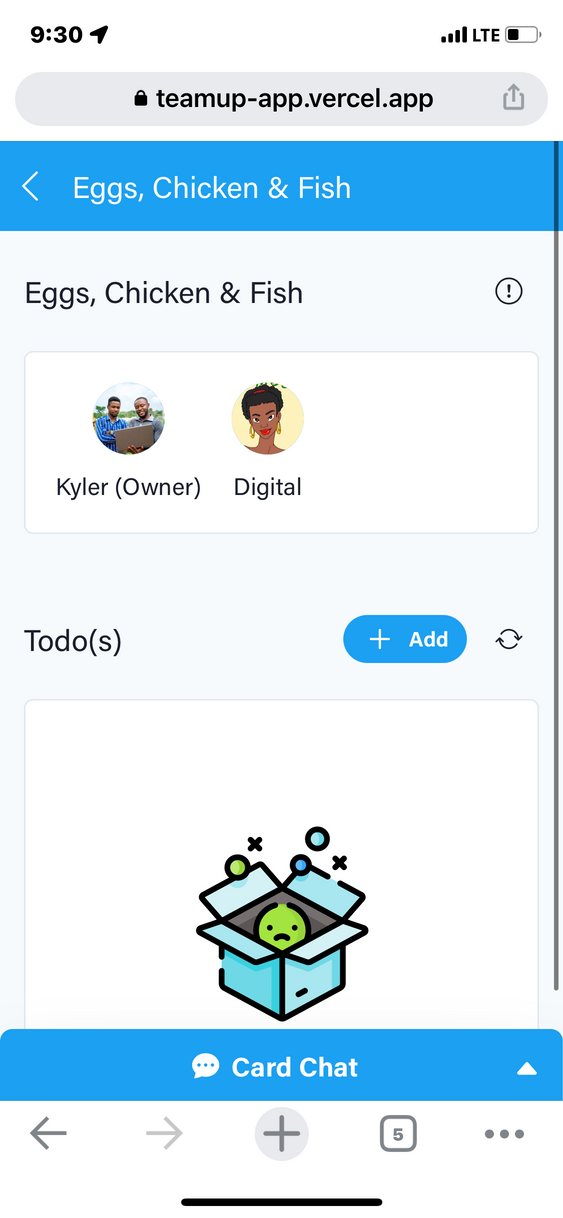 9:30 LTE
teamup-app.vercel.app
Eggs, Chicken & Fish
Eggs, Chicken & Fish
Kyler (Owner) Digital
Todo(s) + Add
Card Chat
5